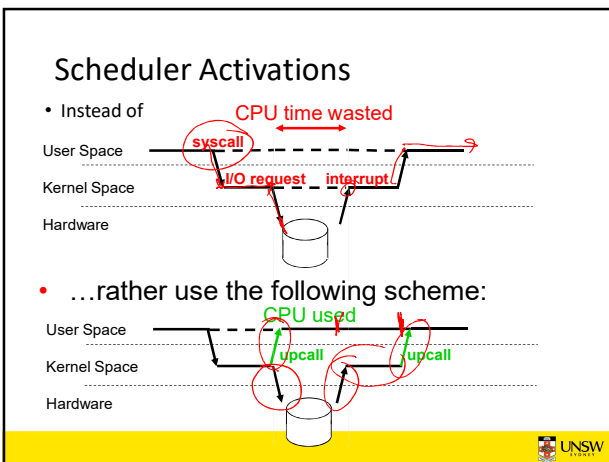 Scheduler Activations
• Instead of
CPU time wasted
User Space
syscall
Kernel Space
I/O request
interrupt
Hardware
• …rather use the following scheme:
CPU used
User Space
upcall
upcall
Kernel Space
Hardware
UNSW
SYDNEY